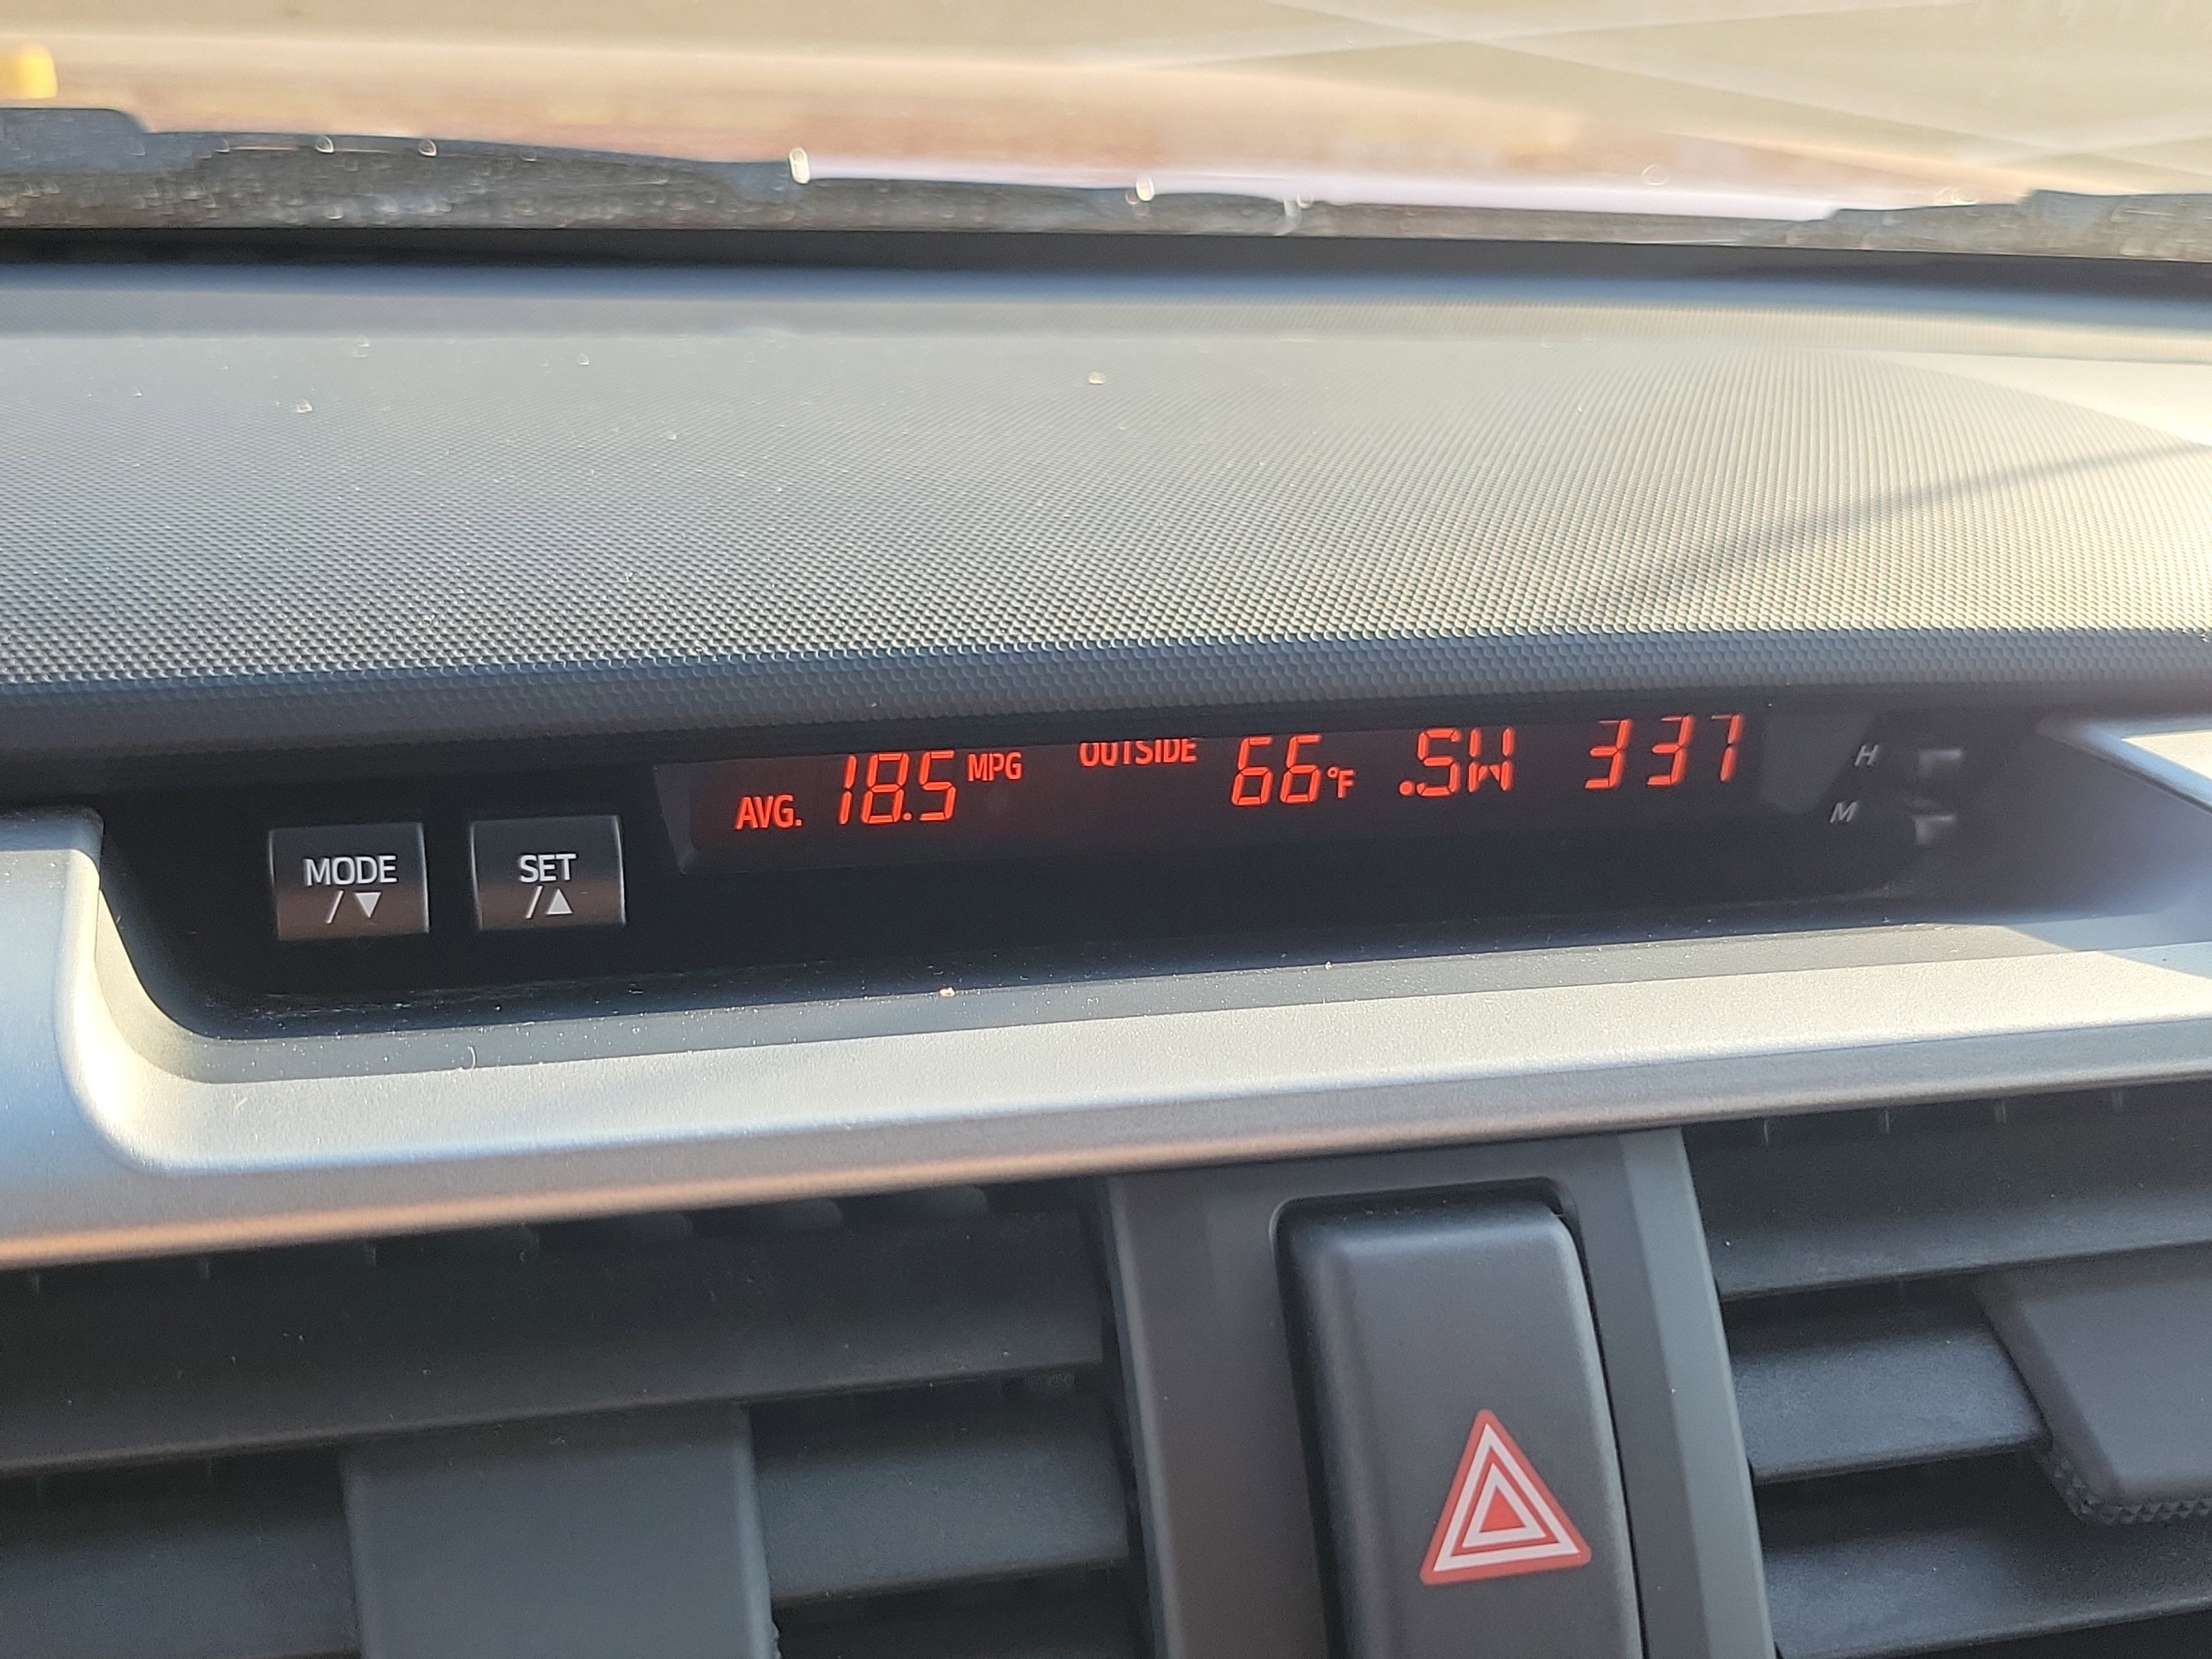 AVG. 18.5 MPG OUTSIDE 66°F .SW 337
H
M
MODE
/▼
SET
/▲